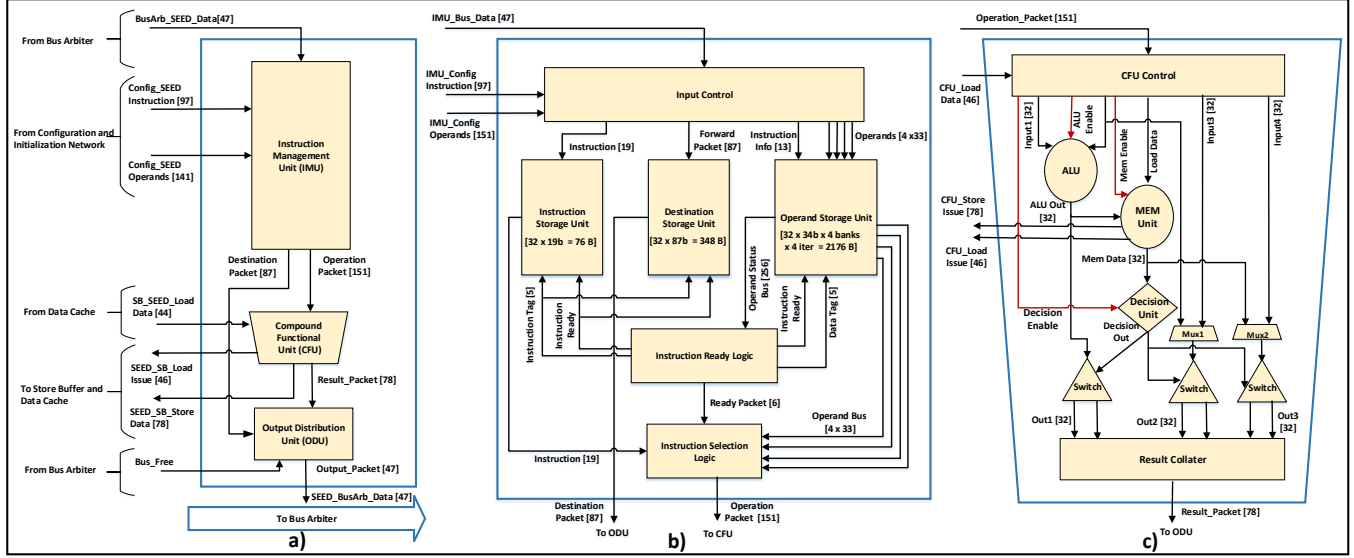 BusArb_SEED_Data[47]
From Bus Arbiter
Config_SEED
Instruction [97]
From Configuration and
Initialization Network
Config_SEED
Operands [141]
Instruction
Management
Unit (IMU)
Destination
Packet [87]
Operation
Packet [151]
From Data Cache
SB_SEED_Load
Data [44]
Compound
Functional
Unit (CFU)
SEED_SB_Load
Issue [46]
To Store Buffer and
Data Cache
SEED_SB_Store
Data [78]
Result_Packet [78]
Output Distribution
Unit (ODU)
From Bus Arbiter
Bus_Free
Output_Packet [47]
SEED_BusArb_Data [47]
To Bus Arbiter
a)
IMU_Bus_Data [47]
IMU_Config
Instruction [97]
IMU_Config
Operands [151]
Input Control
Instruction [19]
Forward
Packet [87]
Instruction
Info [13]
Operands [4 x33]
Instruction
Storage Unit
[32 x 19b = 76 B]
Destination
Storage Unit
[32 x 87b = 348 B]
Operand Storage Unit
[32 x 34b x 4 banks
x 4 iter = 2176 B]
Instruction Tag [5]
Instruction
Ready
Operand Status
Bus [256]
Instruction
Ready
Data Tag [5]
Instruction Ready Logic
Ready Packet [6]
Operand Bus
[4 x 33]
Instruction Selection
Logic
Instruction [19]
Destination
Packet [87]
Operation
Packet [151]
To ODU
To CFU
b)
Operation_Packet [151]
CFU Control
CFU_Load
Data [46]
Input1 [32]
ALU
Enable
Mem Enable
Load Data
Input3 [32]
Input4 [32]
ALU
CFU_Store
Issue [78]
ALU Out
[32]
MEM
Unit
CFU_Load
Issue [46]
Mem Data [32]
Decision
Unit
Decision
Enable
Decision
Out
Mux1
Mux2
Switch
Switch
Switch
Out1 [32]
Out2 [32]
Out3
[32]
Result Collater
Result_Packet [78]
To ODU
c)